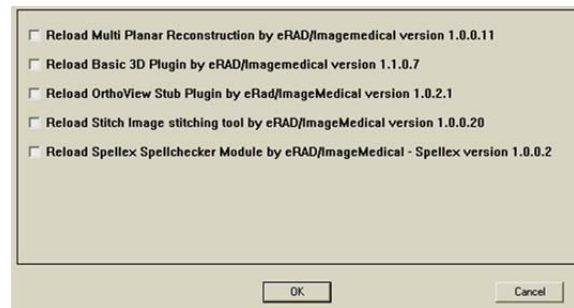 Reload Multi Planar Reconstruction by eRAD/Imagemedical version 1.0.0.11
Reload Basic 3D Plugin by eRAD/Imagemedical version 1.1.0.7
Reload OrthoView Stub Plugin by eRad/ImageMedical version 1.0.2.1
Reload Stitch Image stitching tool by eRAD/ImageMedical version 1.0.0.20
Reload Spellex Spellchecker Module by eRAD/ImageMedical - Spellex version 1.0.0.2
OK Cancel